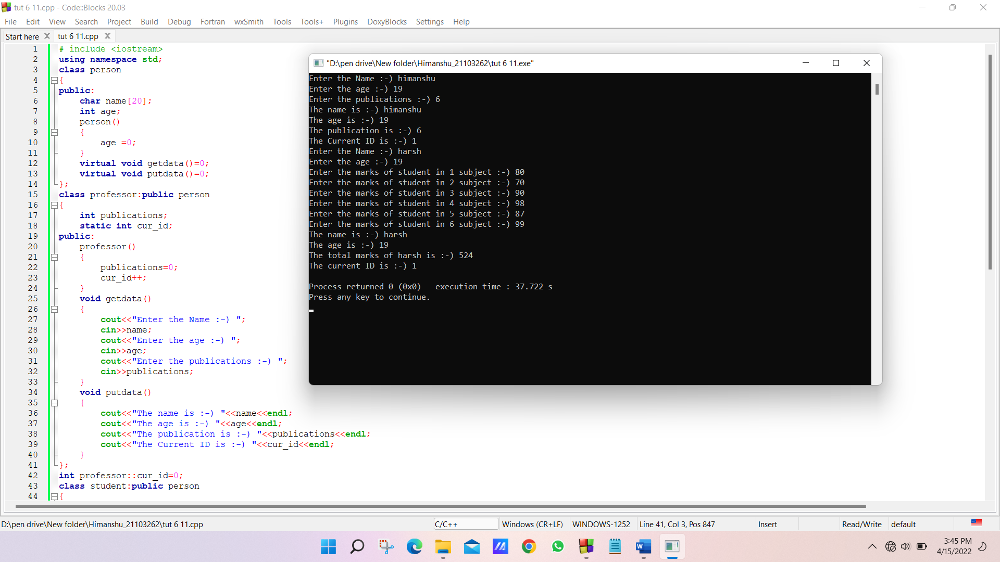 tut 6 11.cpp - Code::Blocks 20.03
File Edit View Search Project Build Debug Fortran wxSmith Tools Tools+ Plugins DoxyBlocks Settings Help
Start here tut 6 11.cpp
1 # include <iostream>
2 using namespace std;
3 class person
4 {
5 public:
6 char name[20];
7 int age;
8 person()
9 {
10 age =0;
11 }
12 virtual void getdata()=0;
13 virtual void putdata()=0;
14 };
15 class professor:public person
16 {
17 int publications;
18 static int cur_id;
19 public:
20 professor()
21 {
22 publications=0;
23 cur_id++;
24 }
25 void getdata()
26 {
27 cout<<"Enter the Name :-) ";
28 cin>>name;
29 cout<<"Enter the age :-) ";
30 cin>>age;
31 cout<<"Enter the publications :-) ";
32 cin>>publications;
33 }
34 void putdata()
35 {
36 cout<<"The name is :-) "<<name<<endl;
37 cout<<"The age is :-) "<<age<<endl;
38 cout<<"The publication is :-) "<<publications<<endl;
39 cout<<"The Current ID is :-) "<<cur_id<<endl;
40 }
41 };
42 int professor::cur_id=0;
43 class student:public person
44 {
"D:\pen drive\New folder\Himanshu_21103262\tut 6 11.exe"
Enter the Name :-) himanshu
Enter the age :-) 19
Enter the publications :-) 6
The name is :-) himanshu
The age is :-) 19
The publication is :-) 6
The Current ID is :-) 1
Enter the Name :-) harsh
Enter the age :-) 19
Enter the marks of student in 1 subject :-) 80
Enter the marks of student in 2 subject :-) 70
Enter the marks of student in 3 subject :-) 90
Enter the marks of student in 4 subject :-) 98
Enter the marks of student in 5 subject :-) 87
Enter the marks of student in 6 subject :-) 99
The name is :-) harsh
The age is :-) 19
The total marks of harsh is :-) 524
The current ID is :-) 1
Process returned 0 (0x0)   execution time : 37.722 s
Press any key to continue.
D:\pen drive\New folder\Himanshu_21103262\tut 6 11.cpp C/C++ Windows (CR+LF) WINDOWS-1252 Line 41, Col 3, Pos 847 Insert Read/Write default
3:45 PM
4/15/2022